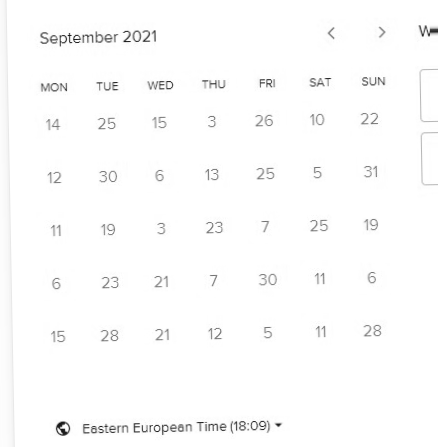 September 2021
MON TUE WED THU FRI SAT SUN
14 25 15 3 26 10 22
12 30 6 13 25 5 31
11 19 3 23 7 25 19
6 23 21 7 30 11 6
15 28 21 12 5 11 28
Eastern European Time (18:09)